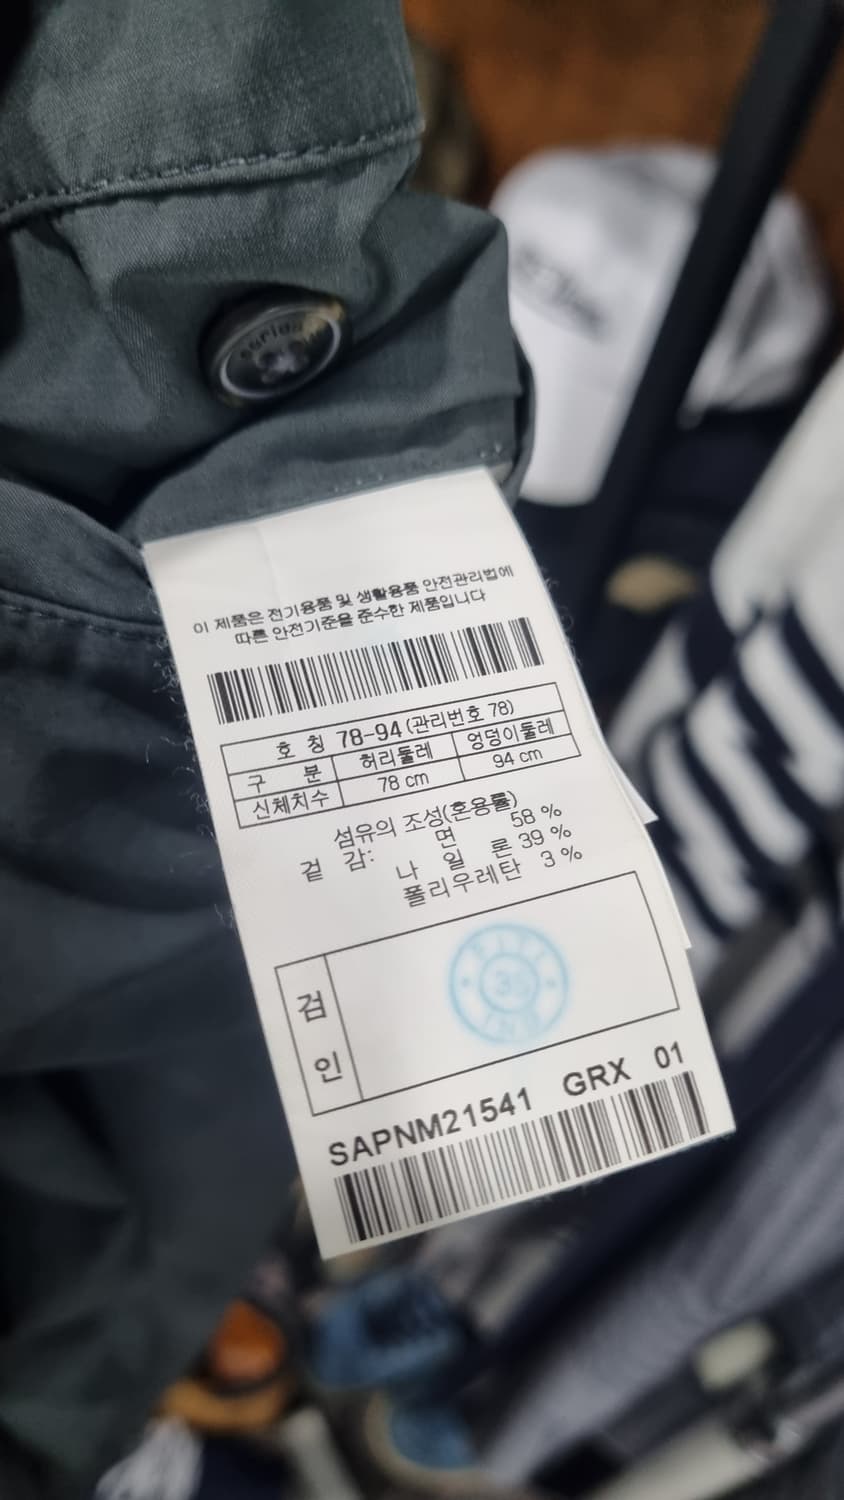 이 제품은 전기용품 및 생활용품 안전관리법에
따른 안전기준을 준수한 제품입니다
호 칭 78-94 (관리번호 78)
구 분 허리둘레 엉덩이둘레
신체치수 78 cm 94 cm
섬유의 조성(혼용률)
겉 감: 면 58 %
나 일 론 39 %
폴리우레탄 3 %
검
인
35
SAPNM21541 GRX 01